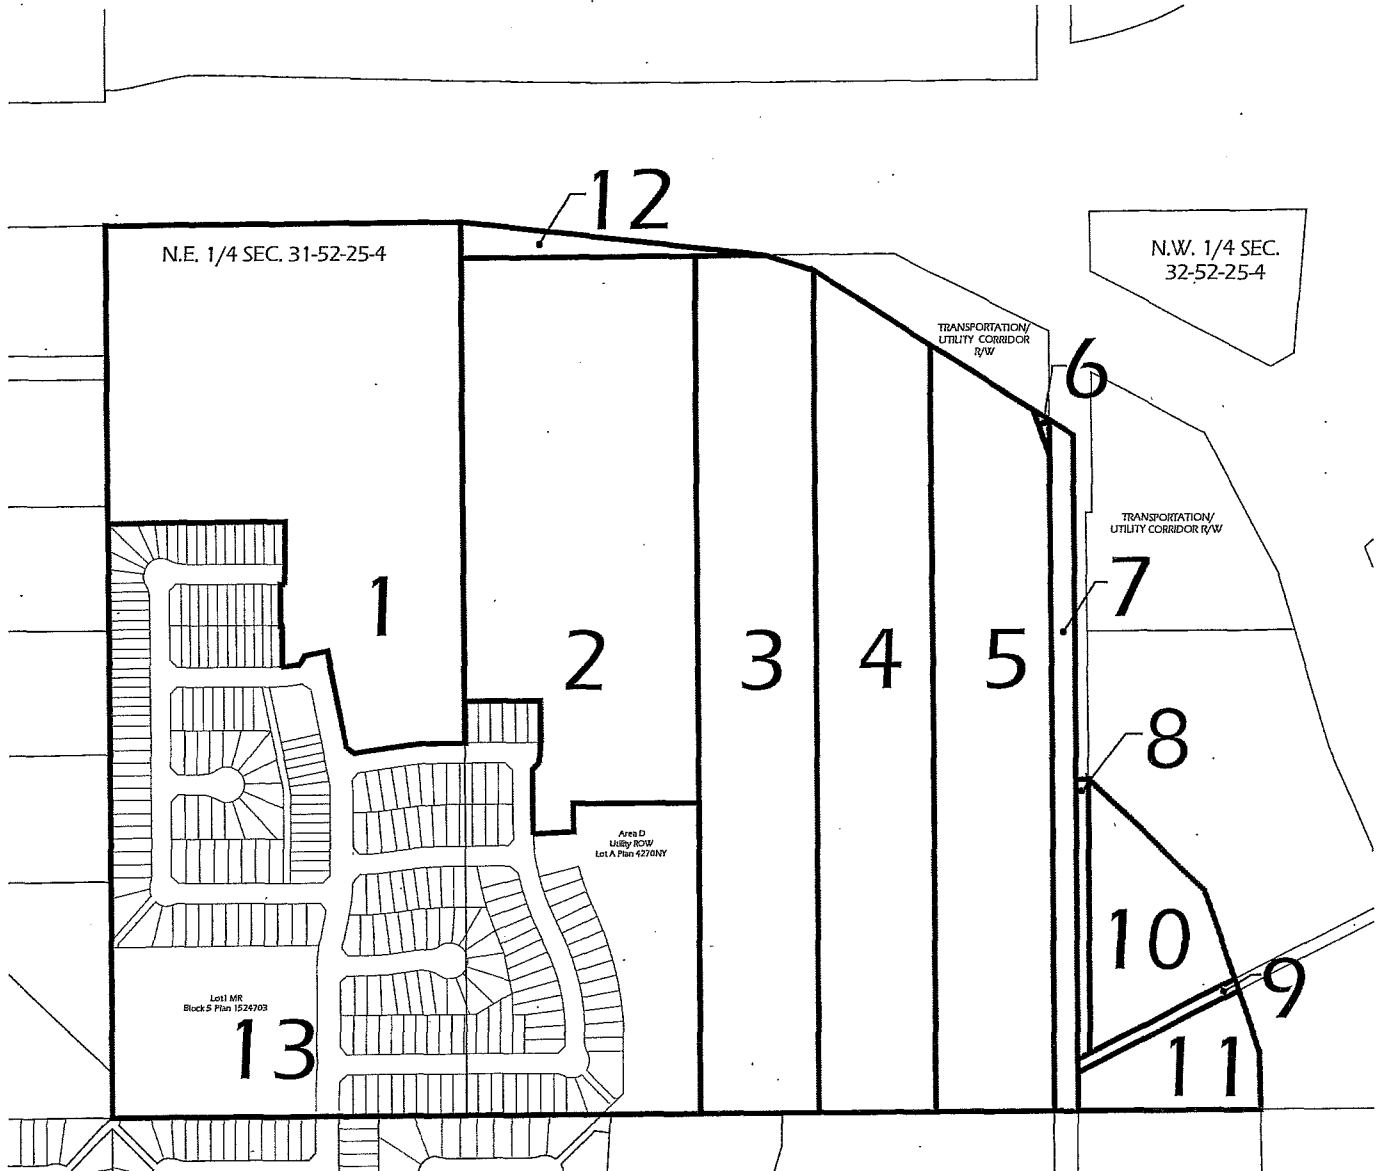 12
N.E. 1/4 SEC. 31-52-25-4
N.W. 1/4 SEC.
32-52-25-4
TRANSPORTATION/
UTILITY CORRIDOR
R/W
6
TRANSPORTATION/
UTILITY CORRIDOR R/W
7
1
2
3
4
5
8
Area D
Utility ROW
Lot A Plan 4270NY
10
9
Lot1 MR
Block 5 Plan 1524703
13
11